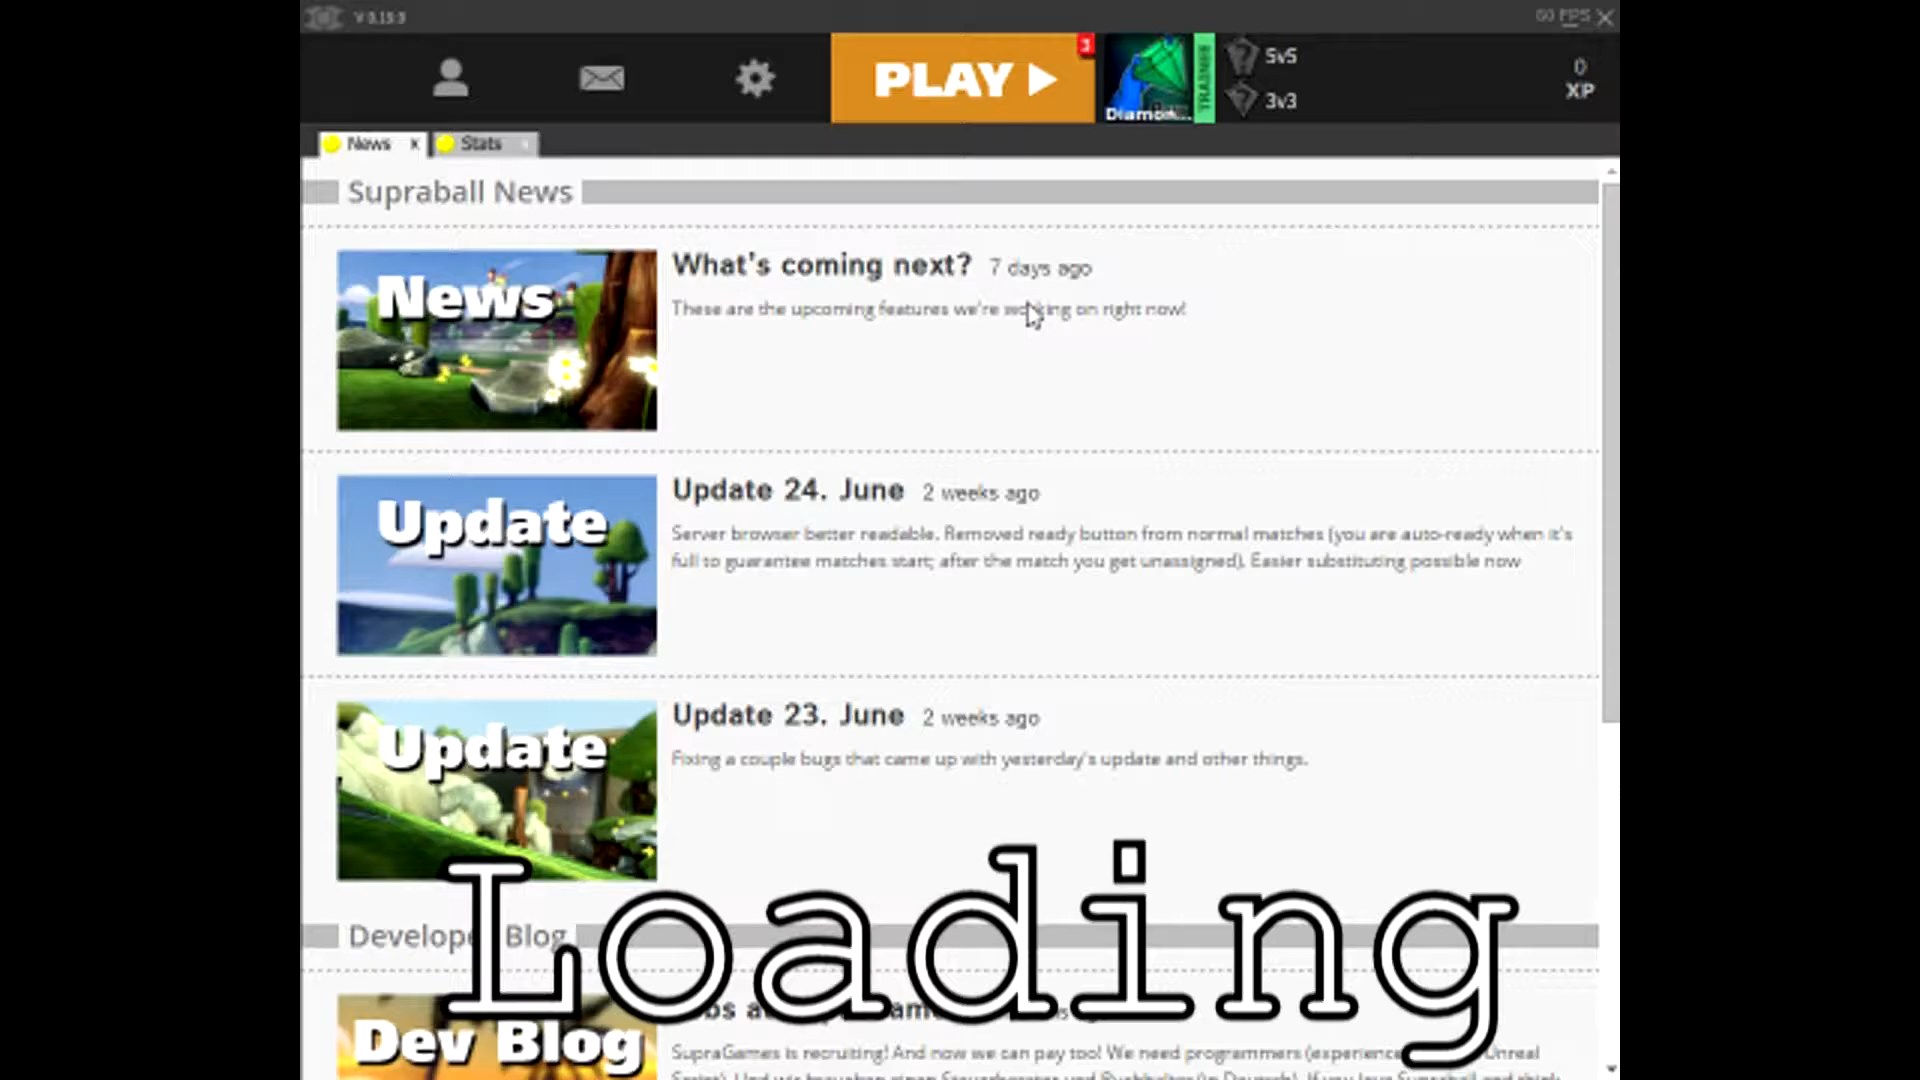 60 FPS
PLAY
3
5v5
3v3
0
XP
TRAINEE
Diamon...
News x
Stats
Supraball News
News
What's coming next? 7 days ago
These are the upcoming features we're working on right now!
Update
Update 24. June 2 weeks ago
Server browser better readable. Removed ready button from normal matches (you are auto-ready when it's
full to guarantee matches start; after the match you get unassigned). Easier substituting possible now
Update
Update 23. June 2 weeks ago
Fixing a couple bugs that came up with yesterday's update and other things.
Loading
Developer Blog
Dev Blog
SupraGames is recruiting! And now we can pay too! We need programmers (experience Unreal